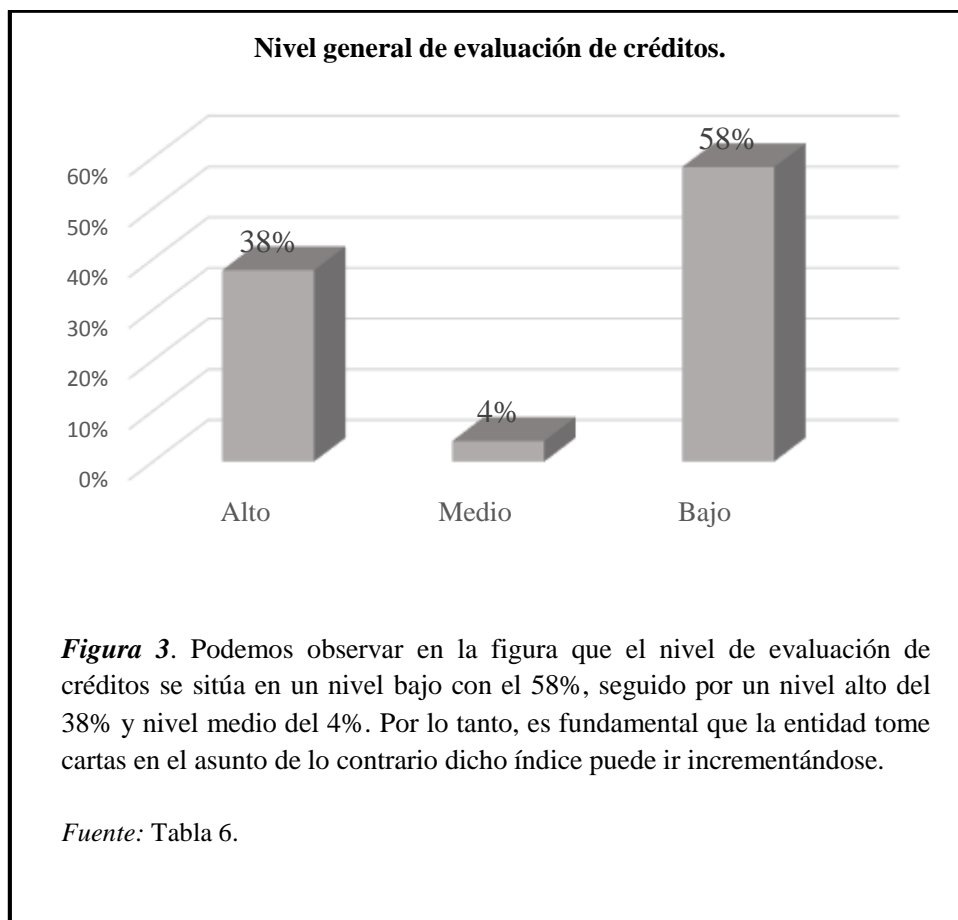 Nivel general de evaluación de créditos.
58%
60%
50%
38%
40%
30%
20%
4%
10%
0%
Alto Medio Bajo
Figura 3. Podemos observar en la figura que el nivel de evaluación de
créditos se sitúa en un nivel bajo con el 58%, seguido por un nivel alto del
38% y nivel medio del 4%. Por lo tanto, es fundamental que la entidad tome
cartas en el asunto de lo contrario dicho índice puede ir incrementándose.
Fuente: Tabla 6.